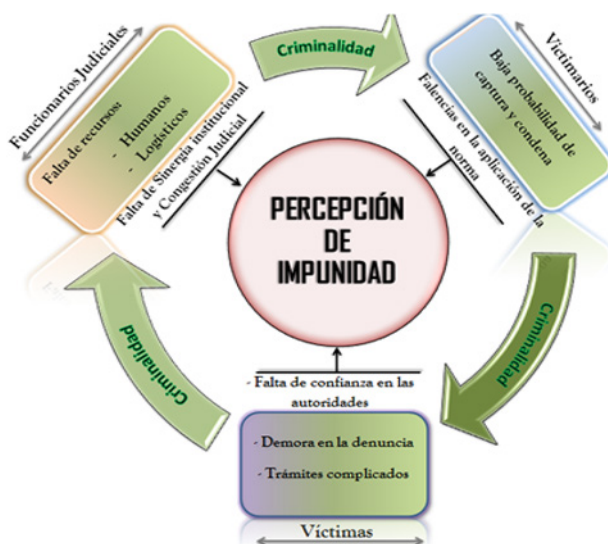 Criminalidad
Funcionarios Judiciales
Falta de recursos:
- Humanos
- Logísticos
Falta de Sinergia institucional
y Congestión Judicial
Victimarios
Baja probabilidad de
captura y condena
Falencias en la aplicación de la
norma
PERCEPCIÓN
DE
IMPUNIDAD
Criminalidad
Criminalidad
- Falta de confianza en las
autoridades
- Demora en la denuncia
- Trámites complicados
Víctimas